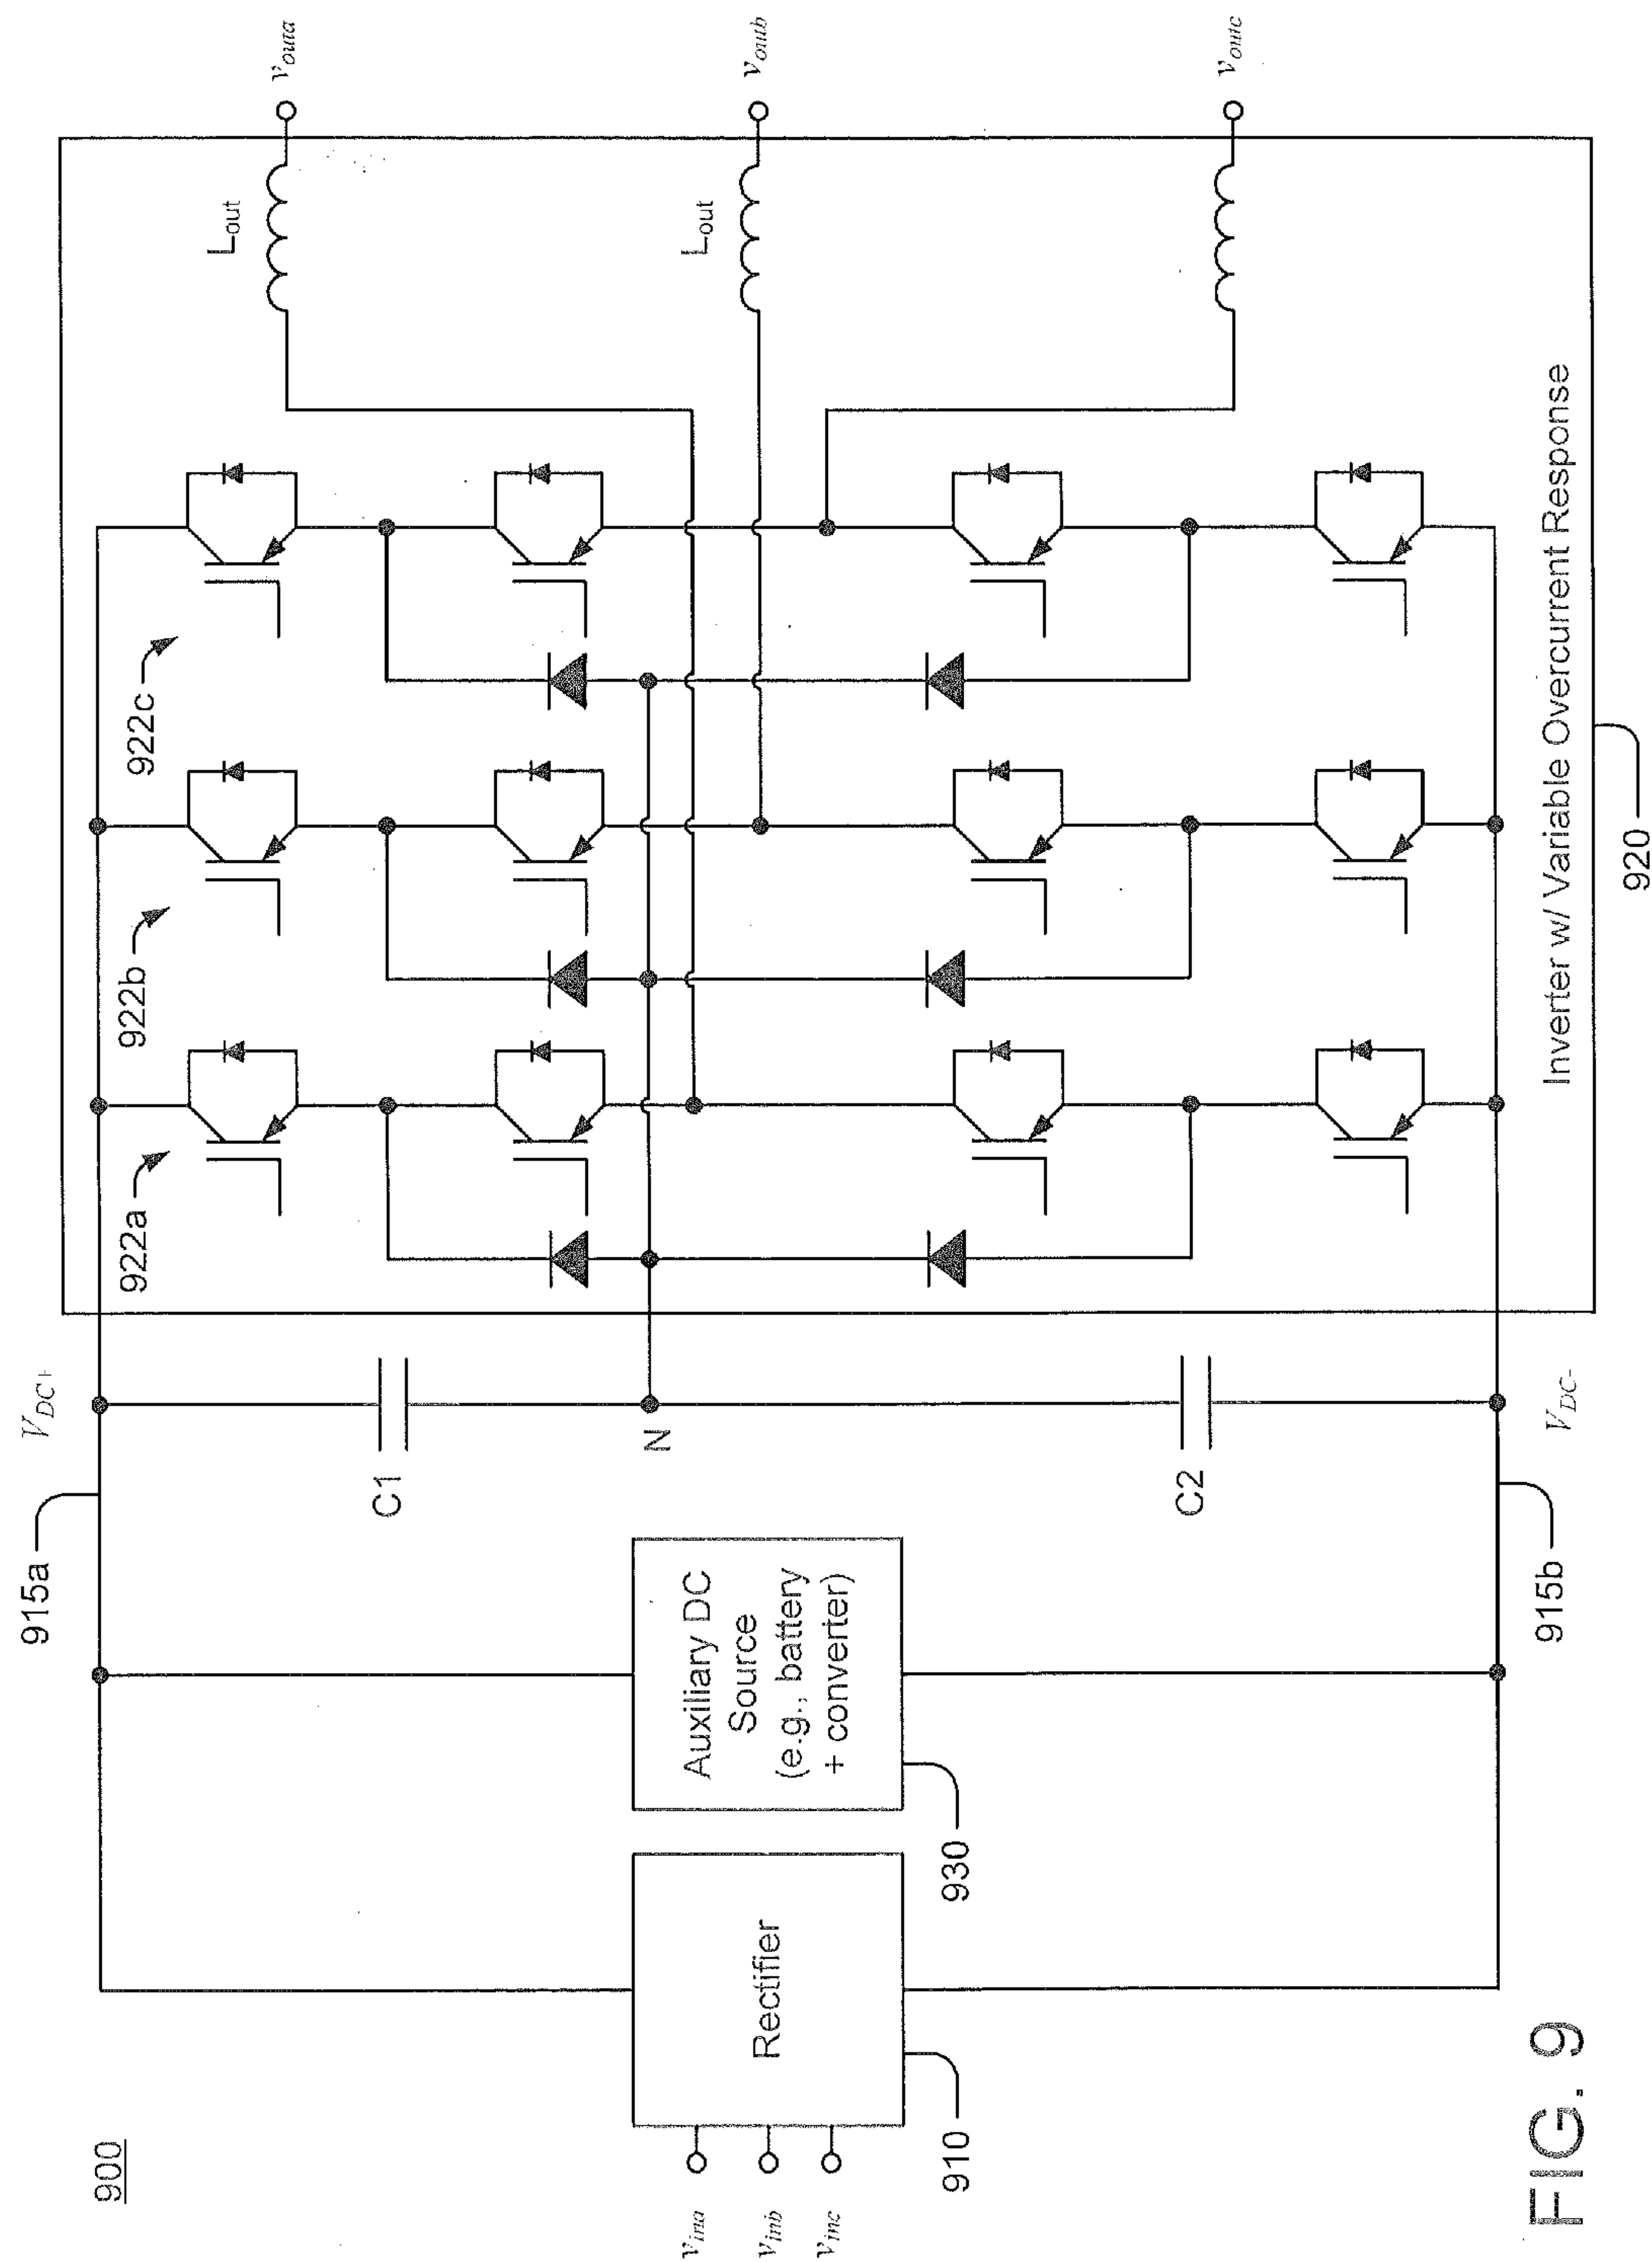 900
v_ina
v_inb
v_inc
910
Rectifier
930
Auxiliary DC
Source
(e.g., battery
+ converter)
915a
V_DC+
915b
V_DC-
C1
N
C2
922a
922b
922c
L_out
L_out
v_outa
v_outb
v_outc
Inverter w/ Variable Overcurrent Response
920
FIG. 9